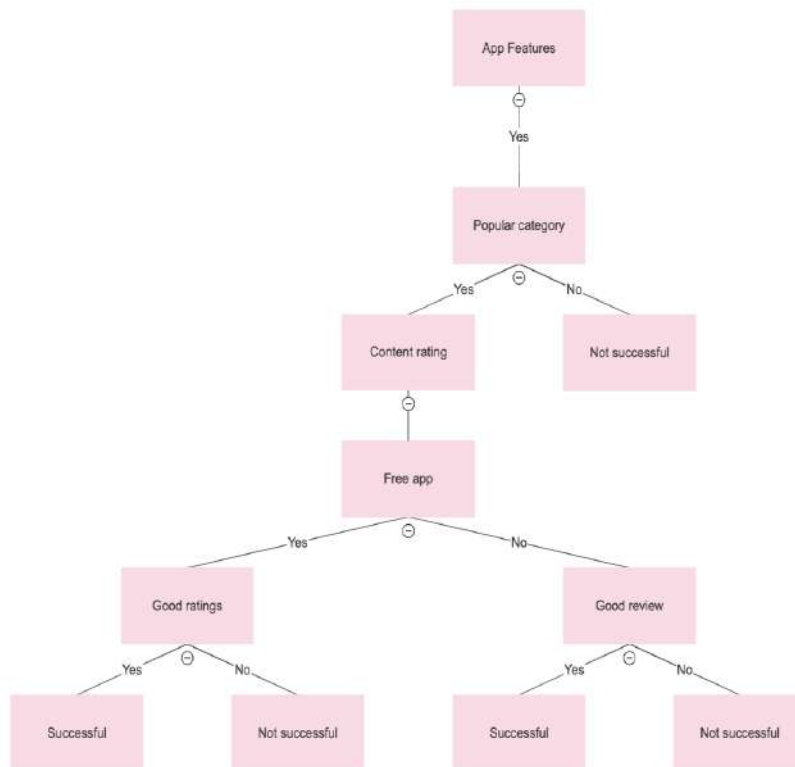 App Features
Yes
Popular category
Yes
No
Content rating
Not successful
Free app
Yes
No
Good ratings
Good review
Yes
No
Yes
No
Successful
Not successful
Successful
Not successful